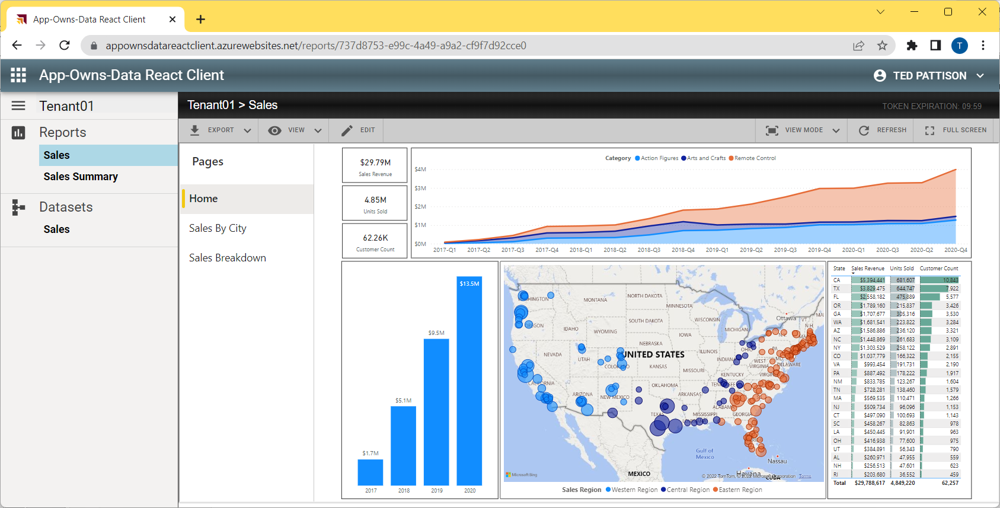 App-Owns-Data React Client
appownsdatareactclient.azurewebsites.net/reports/737d8753-e99c-4a49-a9a2-cf9f7d92cce0
T
App-Owns-Data React Client
TED PATTISON
Tenant01
Reports
Sales
Sales Summary
Datasets
Sales
Tenant01 > Sales
TOKEN EXPIRATION: 09:59
EXPORT
VIEW
EDIT
VIEW MODE
REFRESH
FULL SCREEN
Pages
Home
Sales By City
Sales Breakdown
$29.79M
Sales Revenue
4.85M
Units Sold
62.26K
Customer Count
Category Action Figures Arts and Crafts Remote Control
$4M
$3M
$2M
$1M
$0M
2017-Q1 2017-Q2 2017-Q3 2017-Q4 2018-Q1 2018-Q2 2018-Q3 2018-Q4 2019-Q1 2019-Q2 2019-Q3 2019-Q4 2020-Q1 2020-Q3 2020-Q2 2020-Q4
$1.7M
$5.1M
$9.5M
$13.5M
2017 2018 2019 2020
WASHINGTON
MONTANA
NORTH DAKOTA
MINNESOTA
SOUTH DAKOTA
WISCONSIN
MICHIGAN
Ottawa
VT
N.H.
OREGON
IDAHO
WYOMING
IOWA
NEBRASKA
NEVADA
UTAH
UNITED STATES
ILLINOIS
INDIANA
OHIO
PA
WEST
VIRGINIA
MD
DELAWARE
COLORADO
KANSAS
MISSOURI
KENTUCKY
CALIFORNIA
ARIZONA
NEW MEXICO
OKLAHOMA
ARKANSAS
MISSISSIPPI
ALABAMA
GEORGIA
TEXAS
Gulf of
Mexico
Nassau
Havana
CUBA
MEXICO
Microsoft Bing
© 2022 TomTom, © 2022 Microsoft Corporation Terms
Sales Region Western Region Central Region Eastern Region
State Sales Revenue Units Sold Customer Count
CA $5,394,441 681,607 10,843
TX $3,829,475 644,747 7,922
FL $2,558,182 475,889 5,577
OR $1,789,160 215,837 3,426
GA $1,707,677 305,316 3,530
WA $1,681,541 223,822 3,284
AZ $1,586,886 236,120 3,321
NC $1,448,869 261,683 3,109
NY $1,303,529 258,122 2,891
CO $1,037,779 166,322 2,155
VA $993,454 191,731 2,190
PA $887,492 178,222 1,917
NM $833,785 123,267 1,604
TN $728,281 138,460 1,579
MA $569,535 110,471 1,266
NJ $509,734 96,096 1,153
CT $497,090 100,693 1,143
SC $458,267 82,863 978
LA $450,445 91,901 963
OH $416,938 77,600 975
UT $384,891 56,343 790
AL $260,971 47,955 559
NH $256,513 47,601 623
RI $203,680 36,552 459
Total $29,788,617 4,849,220 62,257